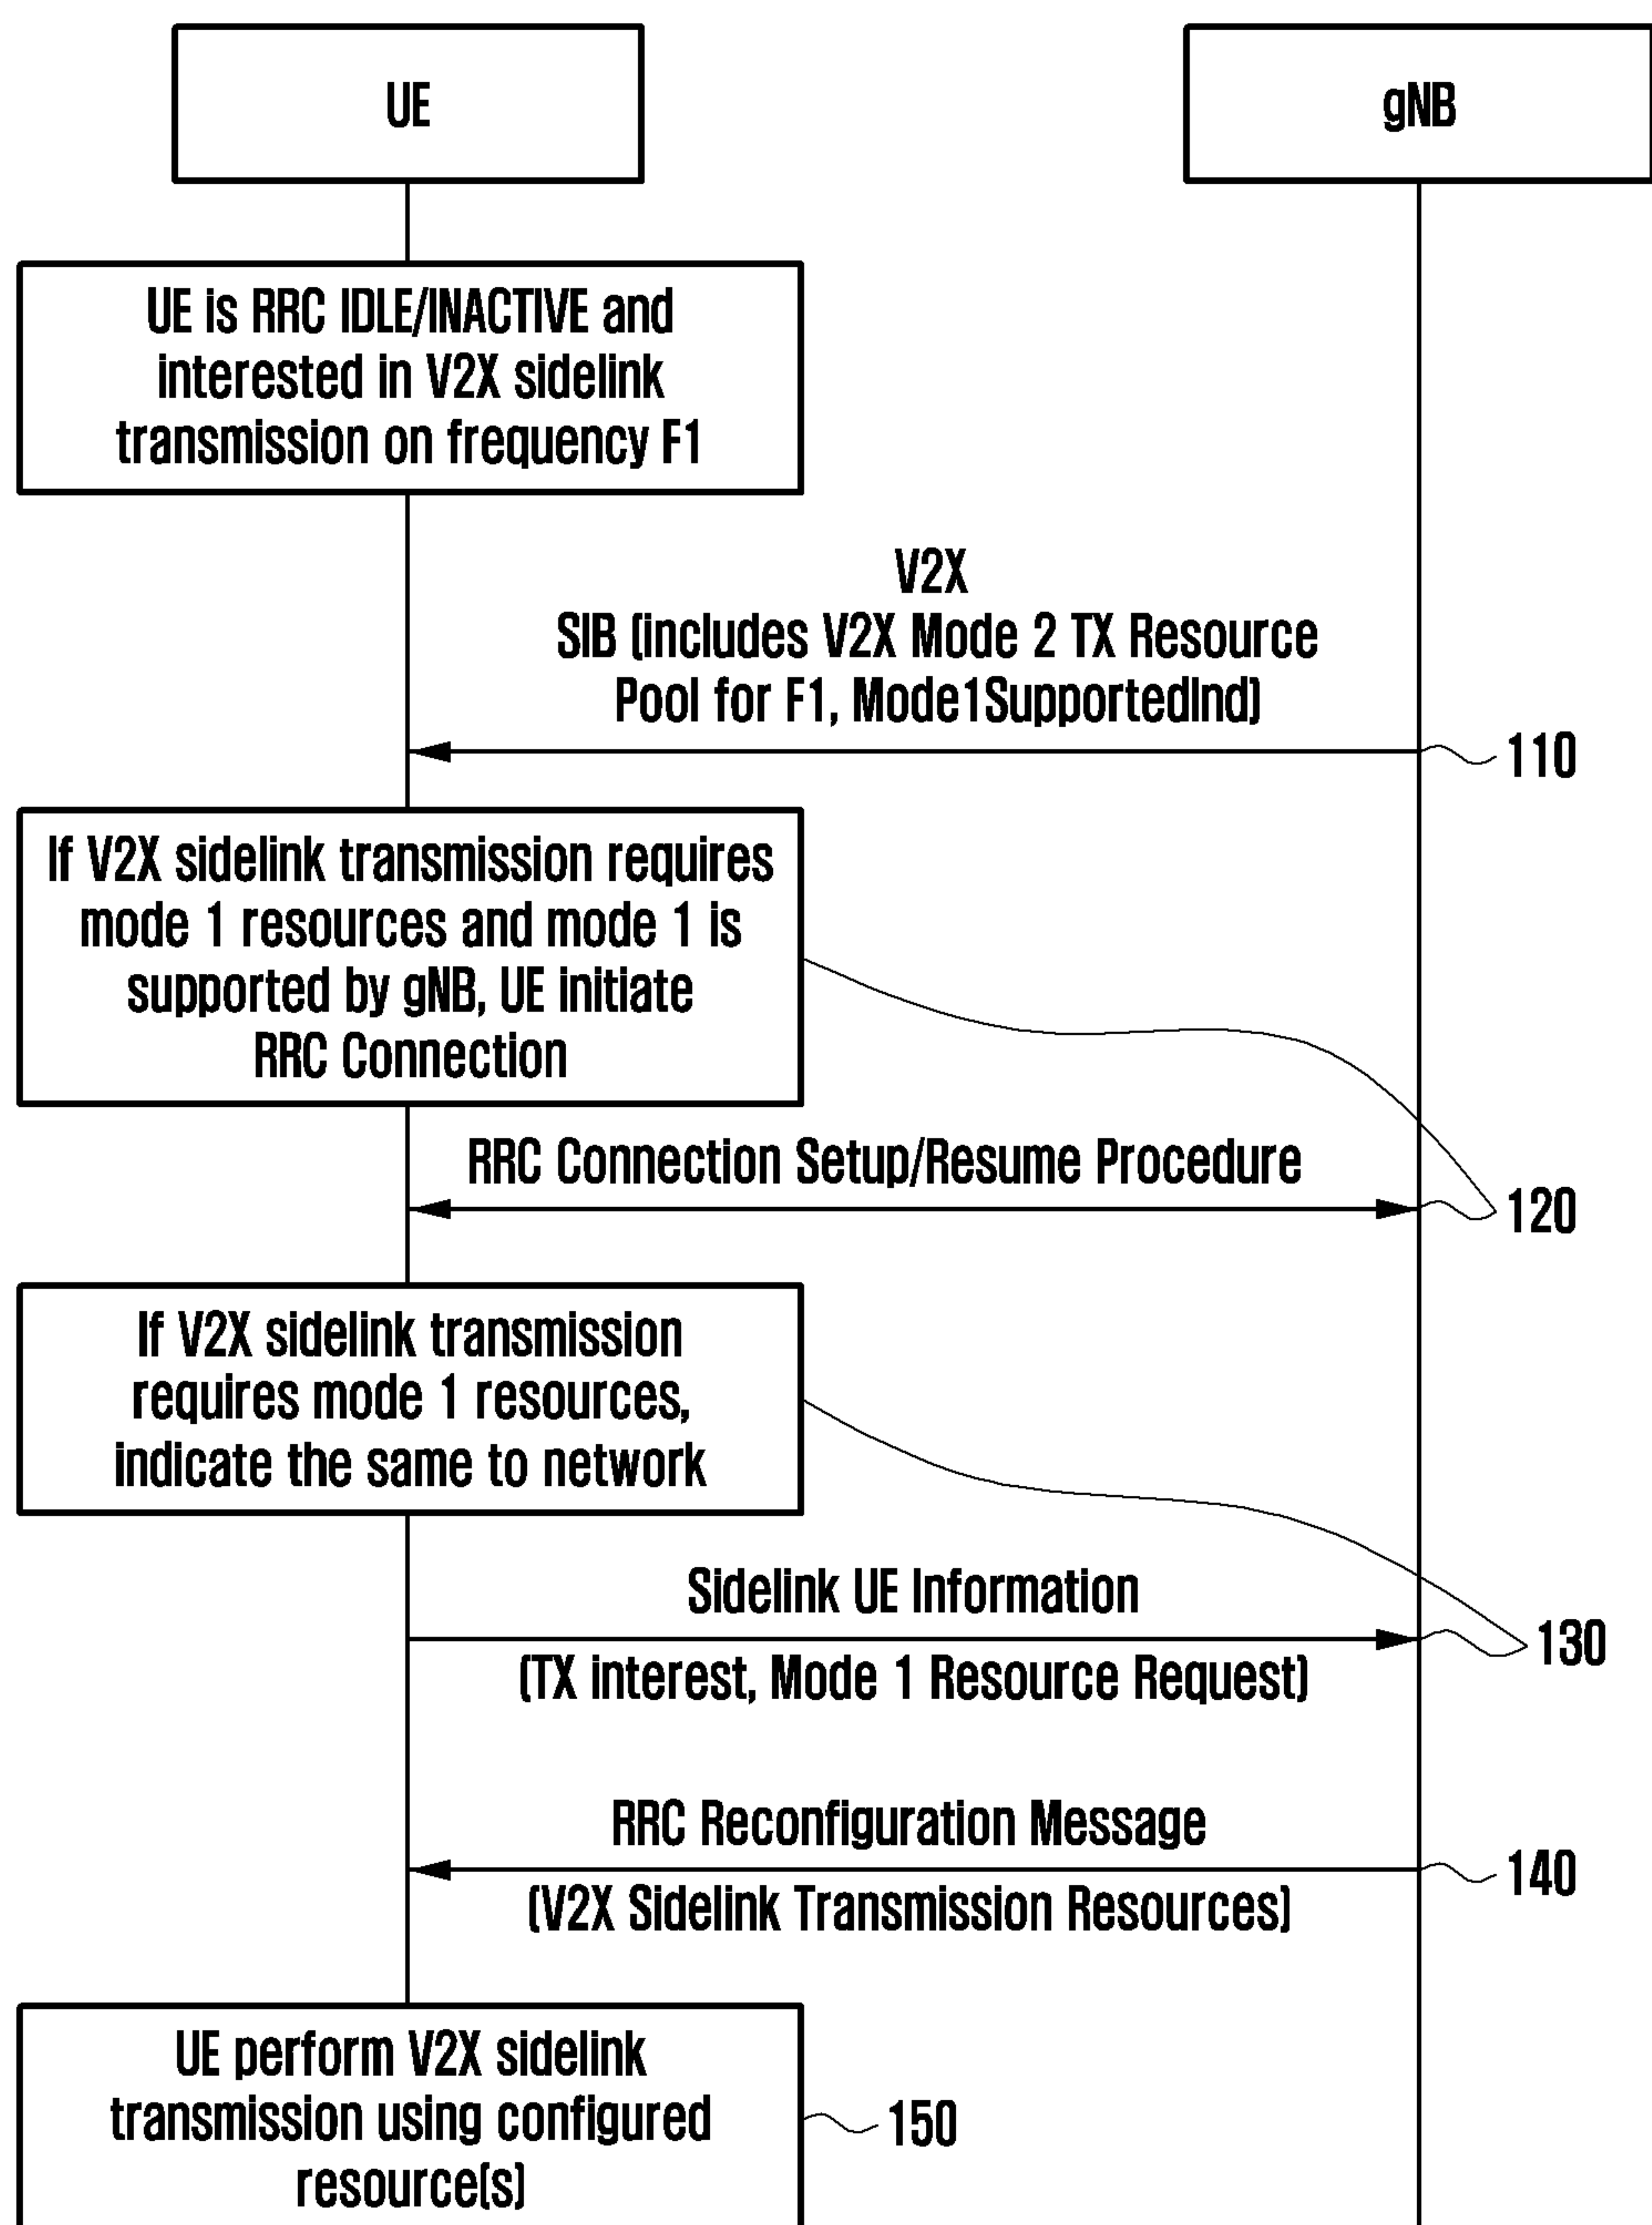 UE
gNB
UE is RRC IDLE/INACTIVE and
interested in V2X sidelink
transmission on frequency F1
V2X
SIB (includes V2X Mode 2 TX Resource
Pool for F1, Mode1SupportedInd)
110
If V2X sidelink transmission requires
mode 1 resources and mode 1 is
supported by gNB, UE initiate
RRC Connection
RRC Connection Setup/Resume Procedure
120
If V2X sidelink transmission
requires mode 1 resources,
indicate the same to network
Sidelink UE Information
130
(TX interest, Mode 1 Resource Request)
RRC Reconfiguration Message
140
(V2X Sidelink Transmission Resources)
UE perform V2X sidelink
transmission using configured
resource(s)
150